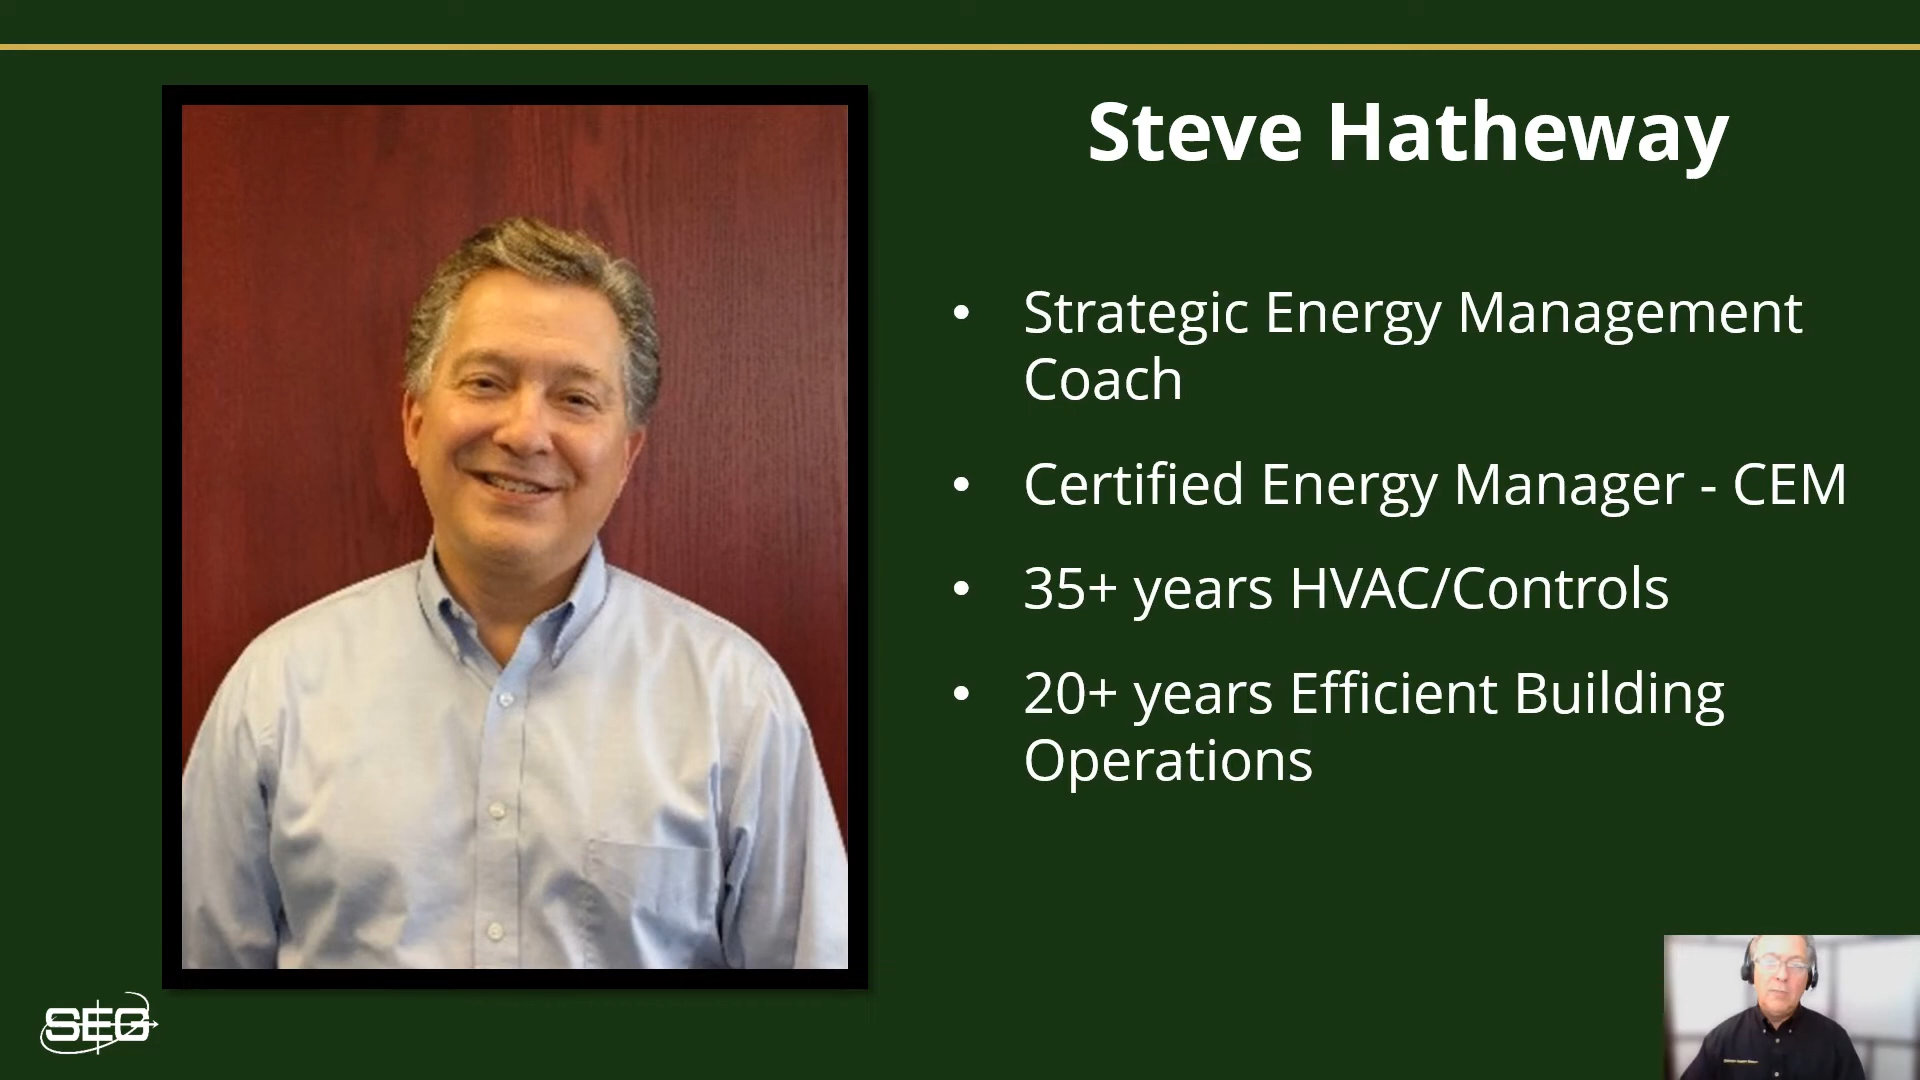 Steve Hatheway
• Strategic Energy Management
Coach
• Certified Energy Manager - CEM
• 35+ years HVAC/Controls
• 20+ years Efficient Building
Operations
SEG